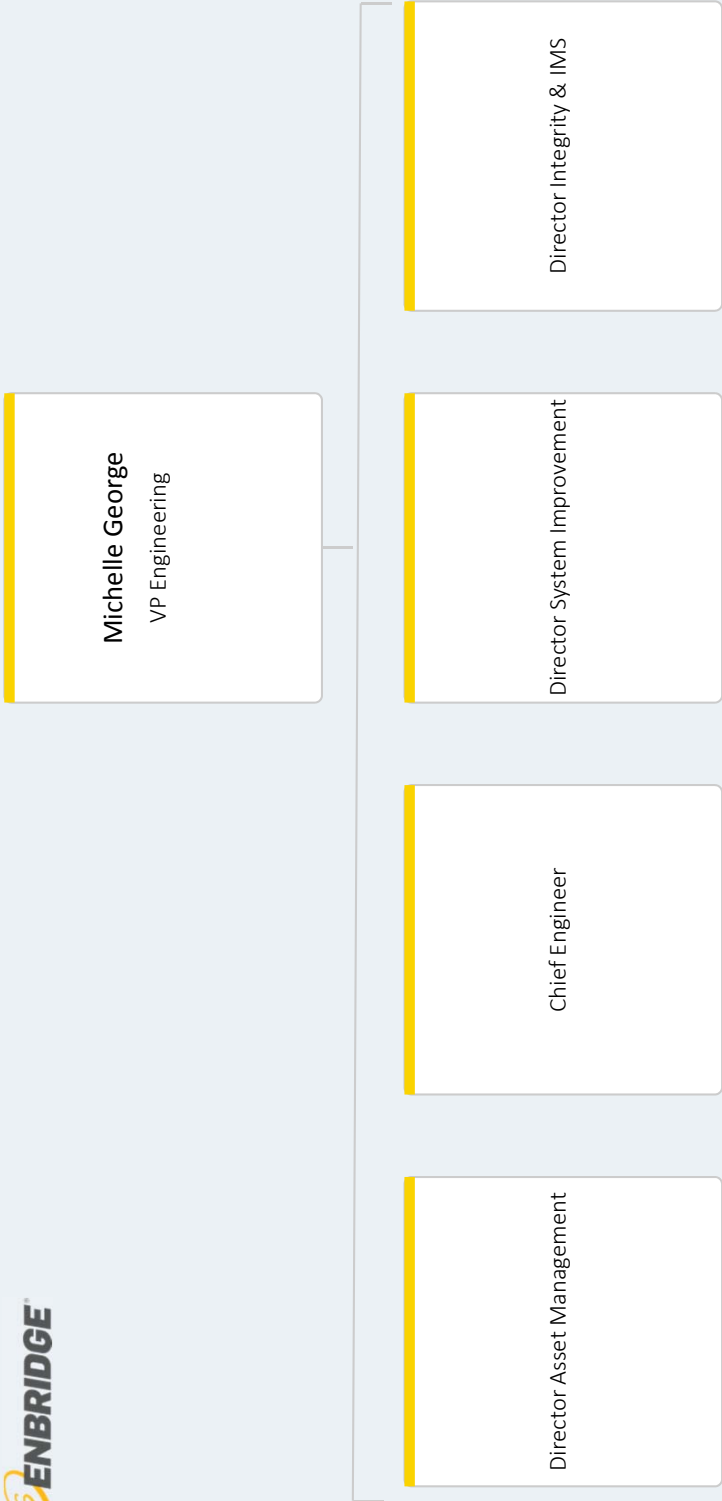 ENBRIDGE®
Michelle George
VP Engineering
Director Asset Management
Chief Engineer
Director System Improvement
Director Integrity & IMS